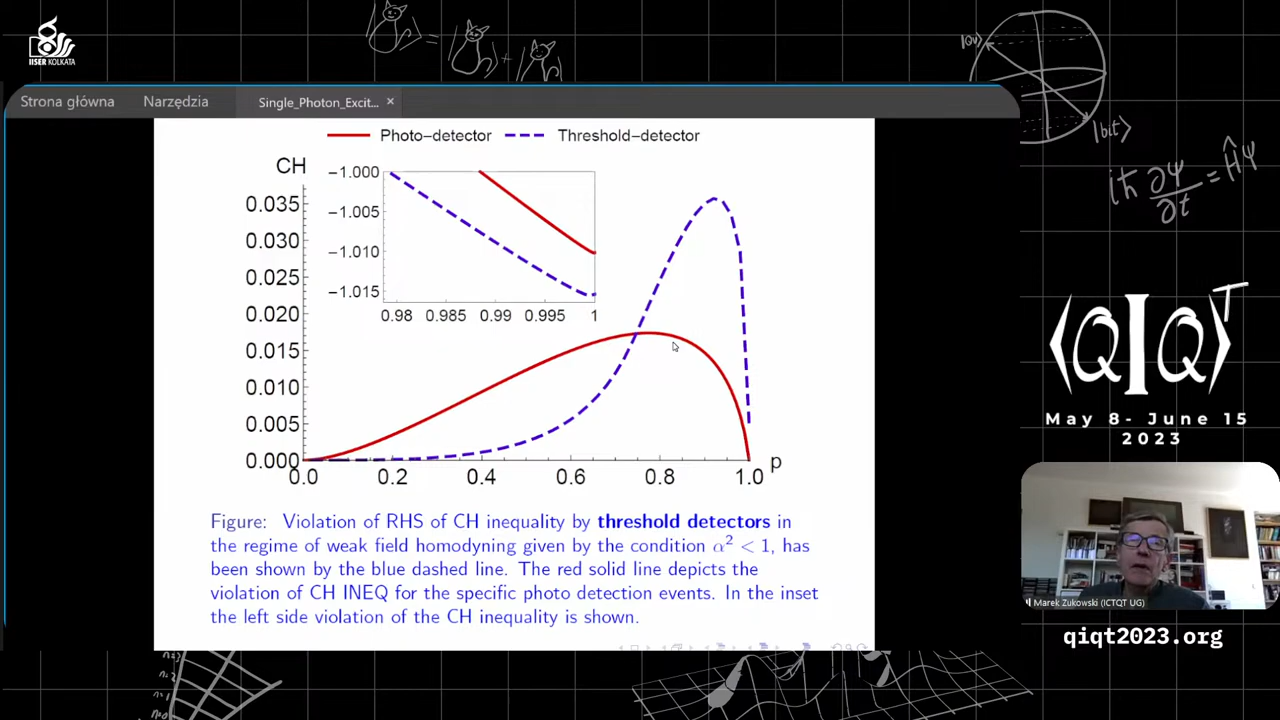 IISER KOLKATA
|ov⟩
|bit⟩
iħ ∂ψ/∂t = Ĥψ
Strona główna Narzędzia Single_Photon_Excit... ×
Photo-detector Threshold-detector
CH
0.035
0.030
0.025
0.020
0.015
0.010
0.005
0.000
-1.000
-1.005
-1.010
-1.015
0.98 0.985 0.99 0.995 1
0.0 0.2 0.4 0.6 0.8 1.0 p
Figure: Violation of RHS of CH inequality by threshold detectors in
the regime of weak field homodyning given by the condition α² < 1, has
been shown by the blue dashed line. The red solid line depicts the
violation of CH INEQ for the specific photo detection events. In the inset
the left side violation of the CH inequality is shown.
⟨QIQ⟩T
May 8- June 15
2023
Marek Zukowski (ICTQT UG)
qiqt2023.org
n=2
n=1
n=0